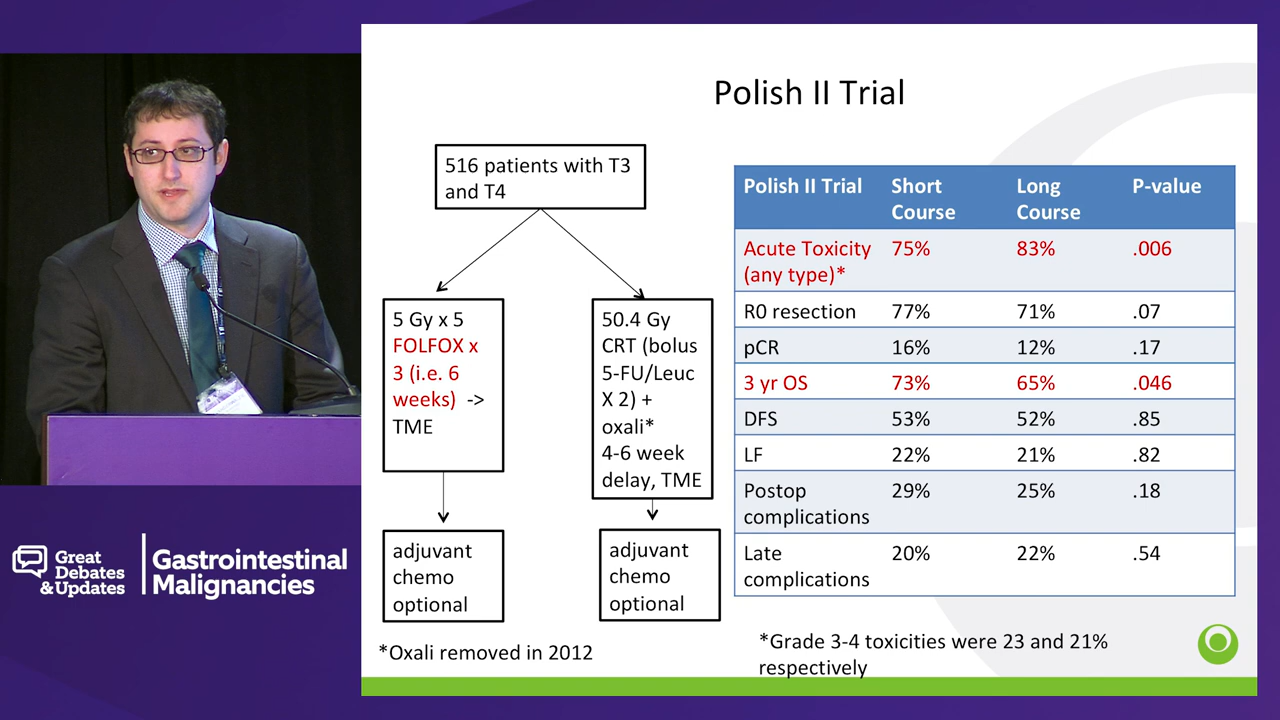 Polish II Trial
516 patients with T3
and T4
5 Gy x 5
FOLFOX x
3 (i.e. 6
weeks) ->
TME
50.4 Gy
CRT (bolus
5-FU/Leuc
X 2) +
oxali*
4-6 week
delay, TME
adjuvant
chemo
optional
adjuvant
chemo
optional
*Oxali removed in 2012
Polish II Trial Short Course Long Course P-value
Acute Toxicity (any type)* 75% 83% .006
R0 resection 77% 71% .07
pCR 16% 12% .17
3 yr OS 73% 65% .046
DFS 53% 52% .85
LF 22% 21% .82
Postop complications 29% 25% .18
Late complications 20% 22% .54
*Grade 3-4 toxicities were 23 and 21%
respectively
Great
Debates
& Updates
Gastrointestinal
Malignancies